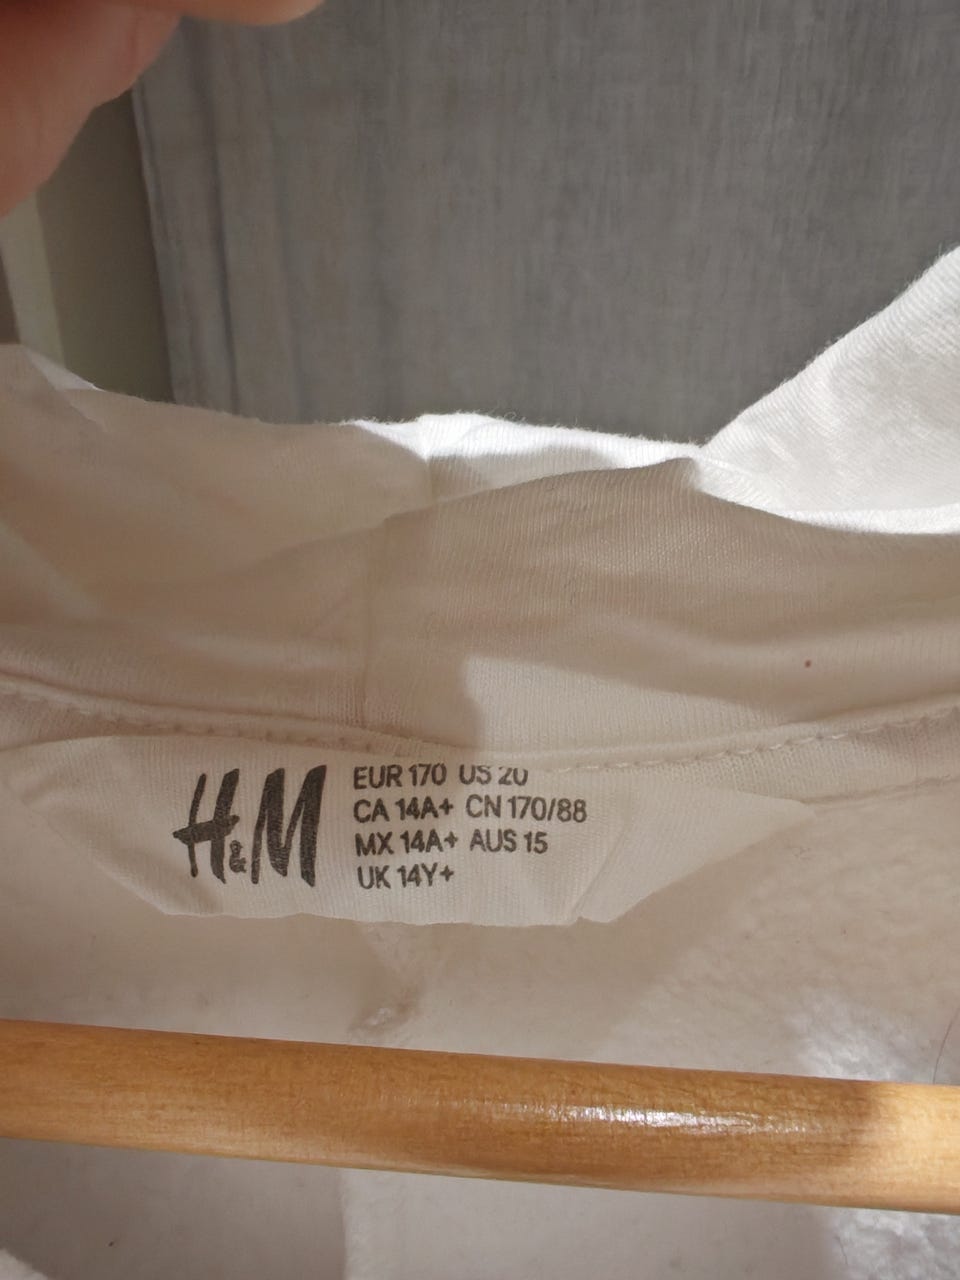 H&M
EUR 170 US 20
CA 14A+ CN 170/88
MX 14A+ AUS 15
UK 14Y+